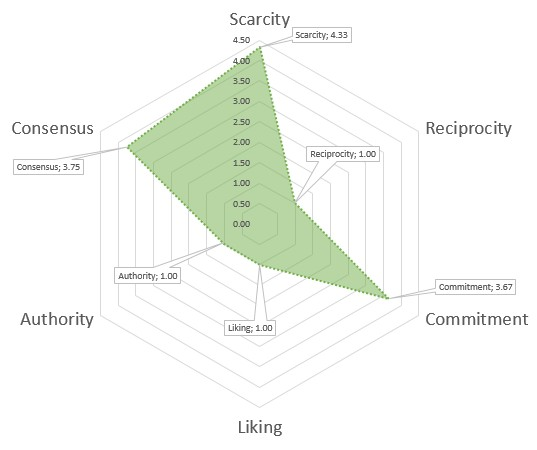 Scarcity
Scarcity; 4.33
4.50
4.00
3.50
3.00
2.50
2.00
1.50
1.00
0.50
0.00
Consensus
Reciprocity
Consensus; 3.75
Reciprocity; 1.00
Authority; 1.00
Commitment; 3.67
Authority
Liking; 1.00
Commitment
Liking